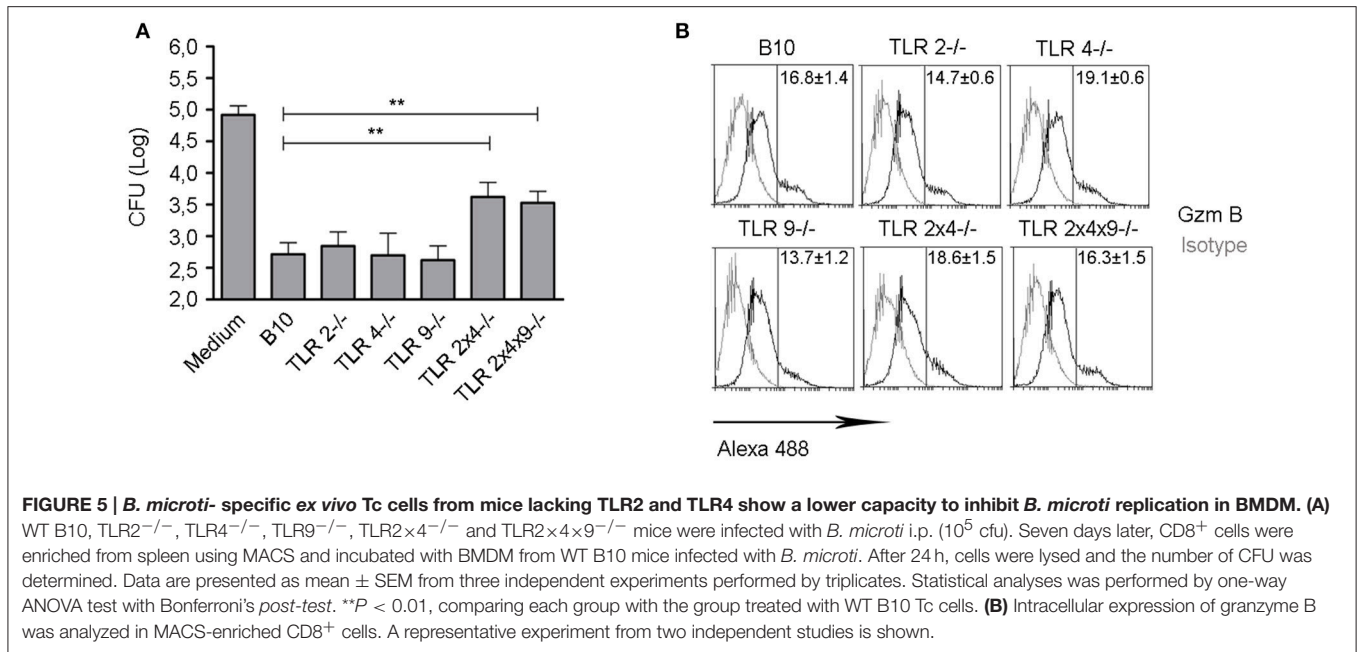 A
6,0
5,5
5,0
4,5
4,0
3,5
3,0
2,5
2,0
CFU (Log)
**
**
Medium
B10
TLR 2-/-
TLR 4-/-
TLR 9-/-
TLR 2x4-/-
TLR 2x4x9-/-
B
B10
TLR 2-/-
TLR 4-/-
16.8±1.4
14.7±0.6
19.1±0.6
TLR 9-/-
TLR 2x4-/-
TLR 2x4x9-/-
13.7±1.2
18.6±1.5
16.3±1.5
Gzm B
Isotype
Alexa 488
FIGURE 5 | B. microti- specific ex vivo Tc cells from mice lacking TLR2 and TLR4 show a lower capacity to inhibit B. microti replication in BMDM. (A)
WT B10, TLR2−/−, TLR4−/−, TLR9−/−, TLR2×4−/− and TLR2×4×9−/− mice were infected with B. microti i.p. (10⁵ cfu). Seven days later, CD8+ cells were
enriched from spleen using MACS and incubated with BMDM from WT B10 mice infected with B. microti. After 24 h, cells were lysed and the number of CFU was
determined. Data are presented as mean ± SEM from three independent experiments performed by triplicates. Statistical analyses was performed by one-way
ANOVA test with Bonferroni's post-test. **P < 0.01, comparing each group with the group treated with WT B10 Tc cells. (B) Intracellular expression of granzyme B
was analyzed in MACS-enriched CD8+ cells. A representative experiment from two independent studies is shown.